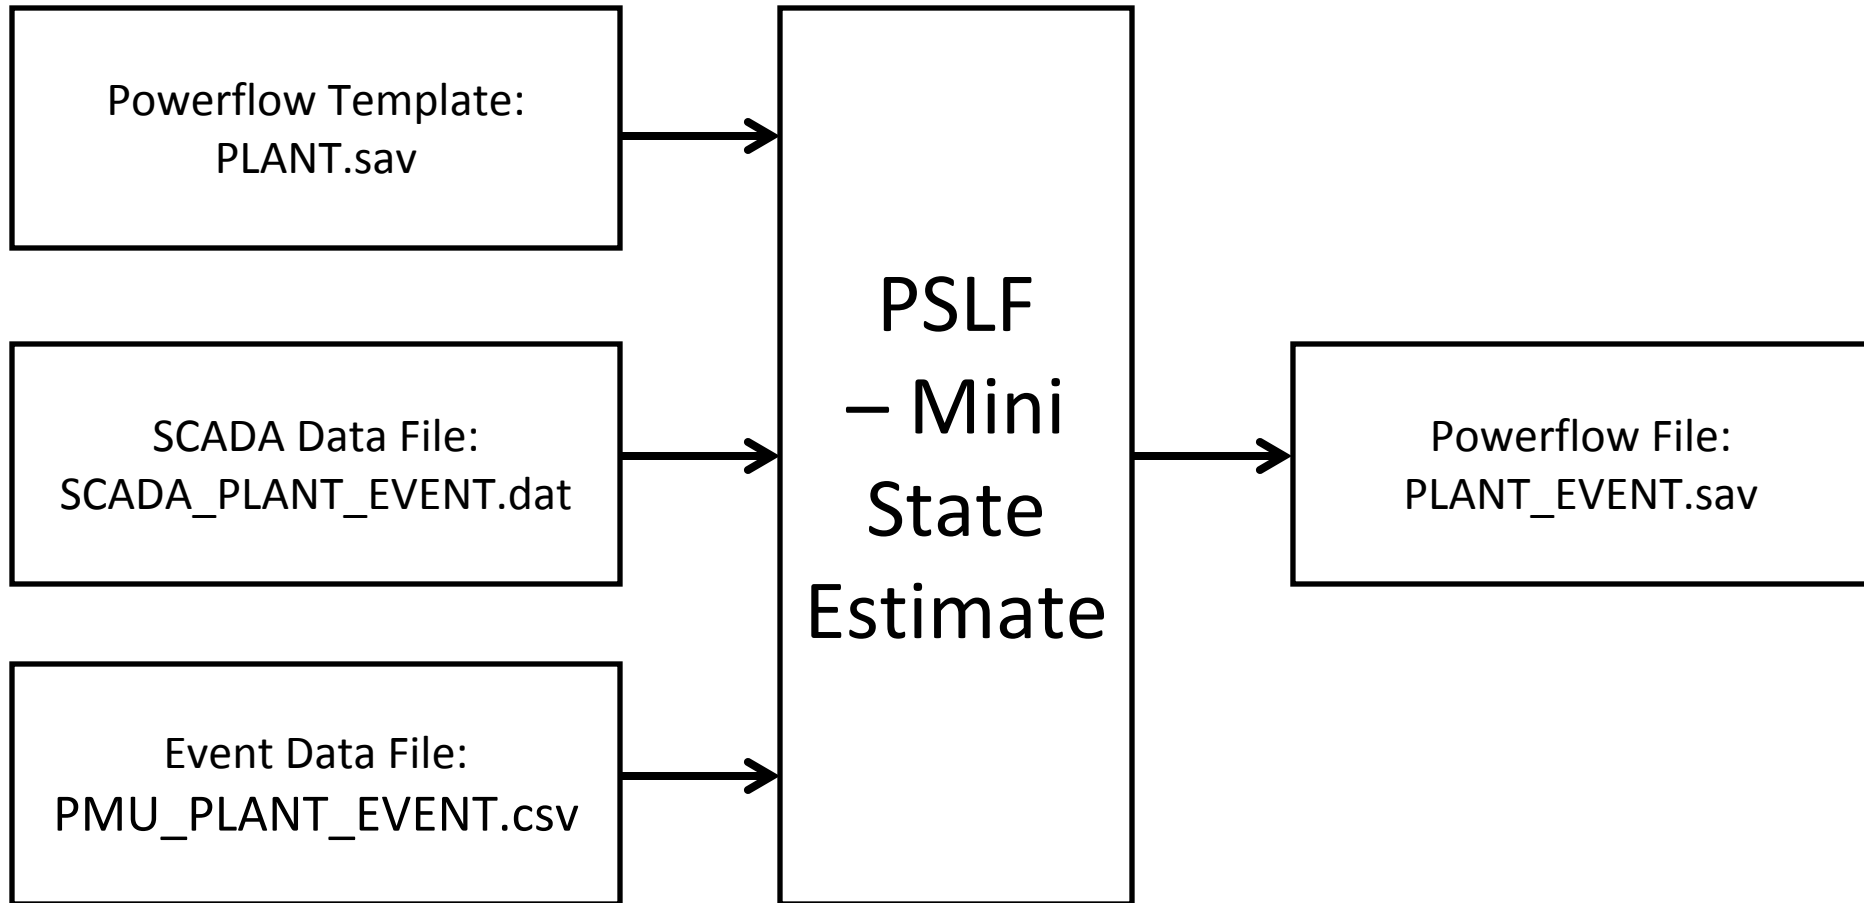 Powerflow Template:
PLANT.sav
SCADA Data File:
SCADA_PLANT_EVENT.dat
Event Data File:
PMU_PLANT_EVENT.csv
PSLF
– Mini
State
Estimate
Powerflow File:
PLANT_EVENT.sav